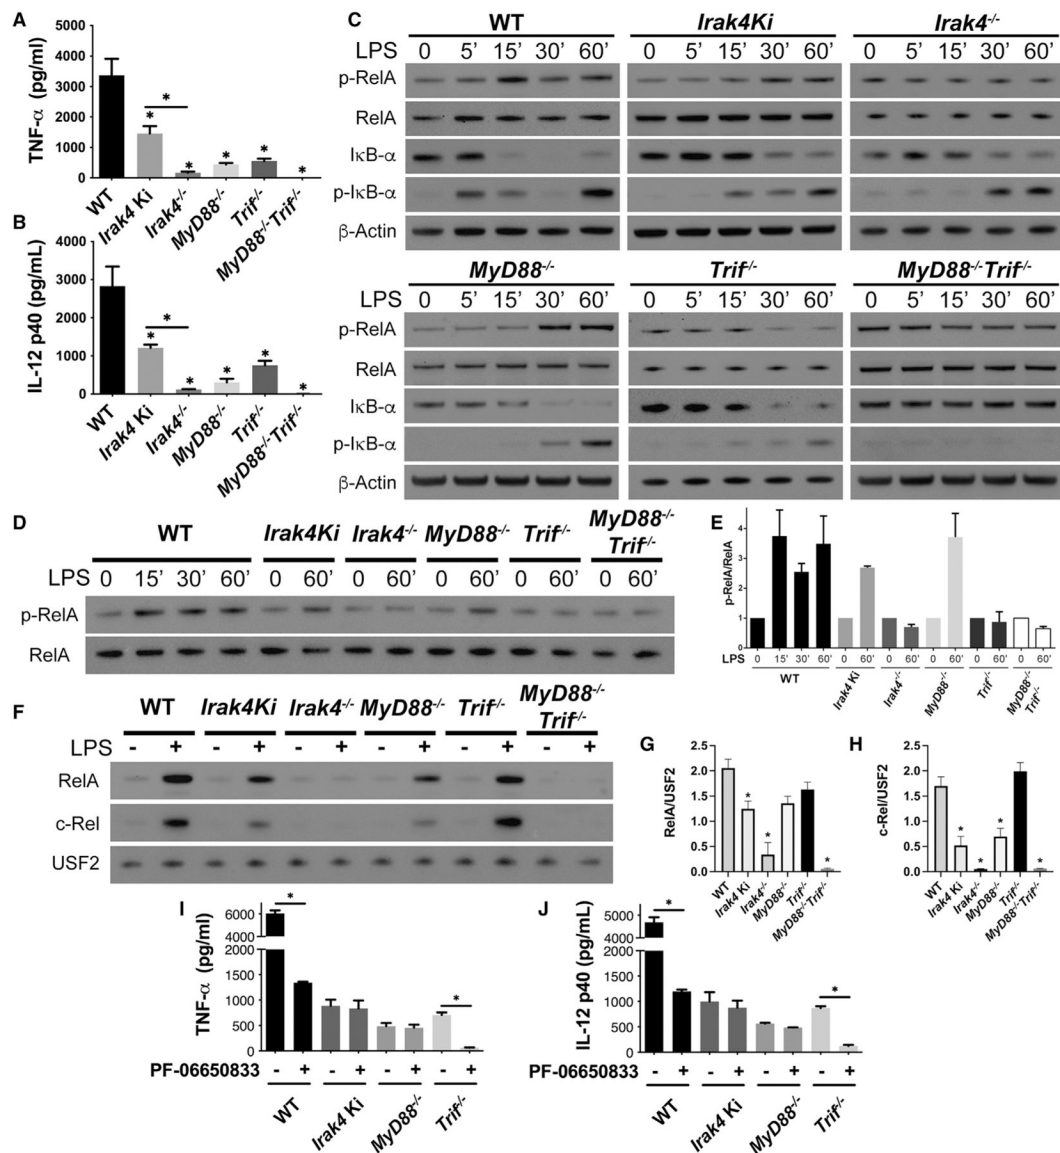 A
TNF-α (pg/ml)
5000
4000
3000
2000
1000
0
*
*
*
*
*
*
WT
Irak4 Ki
Irak4-/-
MyD88-/-
Trif-/-
MyD88-/-Trif-/-
B
IL-12 p40 (pg/mL)
4000
3000
2000
1000
0
*
*
*
*
*
*
WT
Irak4 Ki
Irak4-/-
MyD88-/-
Trif-/-
MyD88-/-Trif-/-
C
WT Irak4Ki Irak4-/-
LPS 0 5' 15' 30' 60' 0 5' 15' 30' 60' 0 5' 15' 30' 60'
p-RelA
RelA
IκB-α
p-IκB-α
β-Actin
MyD88-/- Trif-/- MyD88-/-Trif-/-
LPS 0 5' 15' 30' 60' 0 5' 15' 30' 60' 0 5' 15' 30' 60'
p-RelA
RelA
IκB-α
p-IκB-α
β-Actin
D
WT Irak4Ki Irak4-/- MyD88-/- Trif-/- MyD88-/-
Trif-/-
LPS 0 15' 30' 60' 0 60' 0 60' 0 60' 0 60' 0 60'
p-RelA
RelA
E
p-RelA/RelA
4
2
1
0
LPS 0 15' 30' 60' 0 60' 0 60' 0 60' 0 60' 0 60'
WT
Irak4 Ki
Irak4-/-
MyD88-/-
Trif-/-
MyD88-/-
Trif-/-
F
WT Irak4Ki Irak4-/- MyD88-/- Trif-/- MyD88-/-
Trif-/-
LPS - + - + - + - + - + - +
RelA
c-Rel
USF2
G
RelA/USF2
2.5
2.0
1.5
1.0
0.5
0.0
*
*
*
WT
Irak4 Ki
Irak4-/-
MyD88-/-
Trif-/-
MyD88-/-Trif-/-
H
c-Rel/USF2
2.5
2.0
1.5
1.0
0.5
0.0
*
*
*
*
WT
Irak4 Ki
Irak4-/-
MyD88-/-
Trif-/-
MyD88-/-Trif-/-
I
TNF-α (pg/ml)
6000
4000
2000
1500
1000
500
0
*
*
PF-06650833 - + - + - + - +
WT
Irak4 Ki
MyD88-/-
Trif-/-
J
IL-12 p40 (pg/mL)
5000
4000
2000
1500
1000
500
0
*
*
PF-06650833 - + - + - + - +
WT
Irak4 Ki
MyD88-/-
Trif-/-